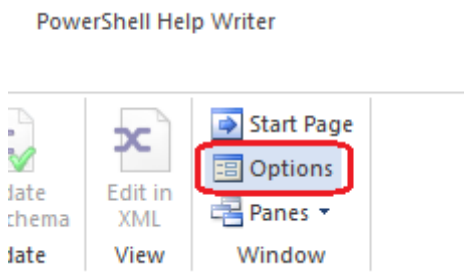 PowerShell Help Writer
Start Page
Options
Panes
Edit in
XML
View
Window